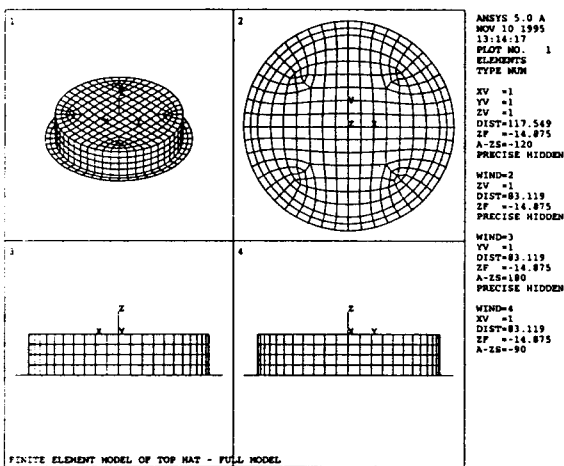 1
2
3
4
Z
X
Z
X
Y
Z
X
Y
FINITE ELEMENT MODEL OF TOP HAT - FULL MODEL
ANSYS 5.0 A
NOV 10 1995
13:14:17
PLOT NO. 1
ELEMENTS
TYPE NUM
XV =1
YV =1
ZV =1
DIST=117.549
ZF =-14.875
A-ZS=-120
PRECISE HIDDEN
WIND=2
ZV =1
DIST=83.119
ZF =-14.875
PRECISE HIDDEN
WIND=3
YV =1
DIST=83.119
ZF =-14.875
A-ZS=180
PRECISE HIDDEN
WIND=4
XV =1
DIST=83.119
ZF =-14.875
A-ZS=-90